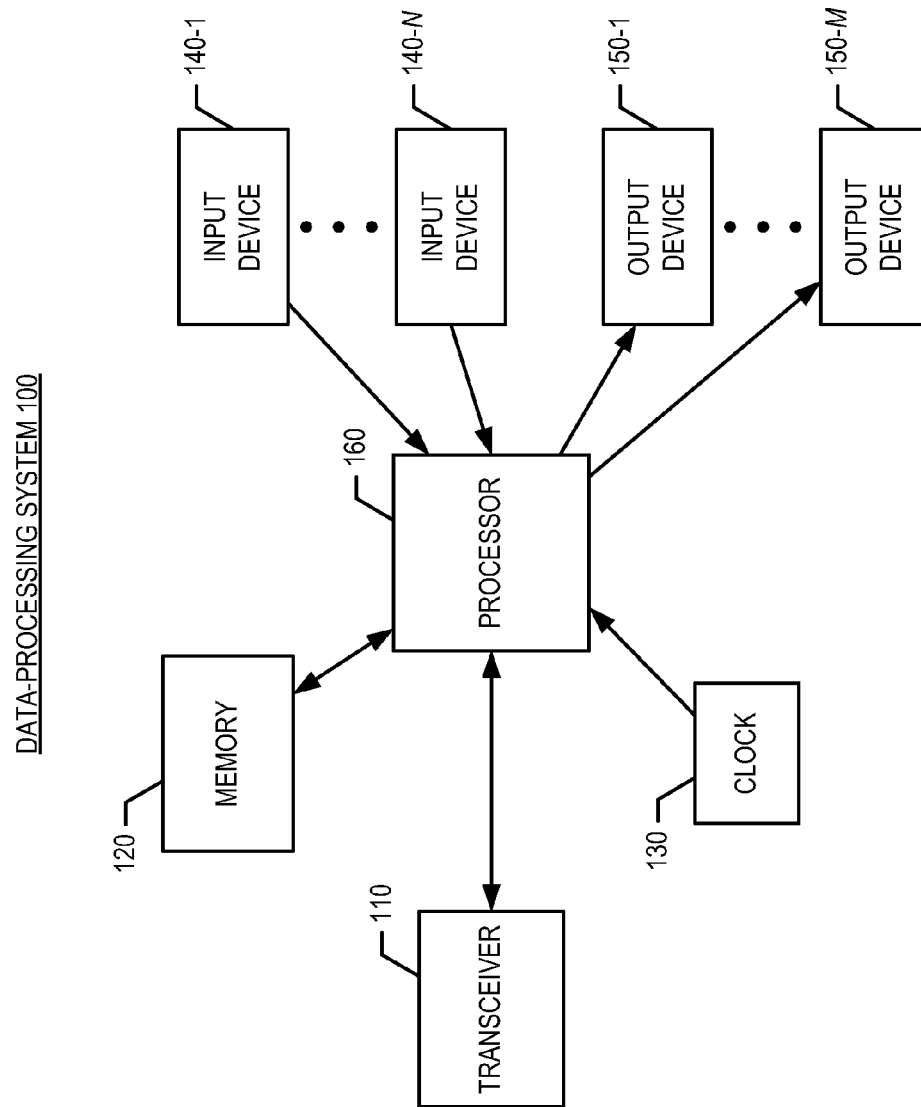 DATA-PROCESSING SYSTEM 100
120
MEMORY
110
TRANSCEIVER
160
PROCESSOR
130
CLOCK
140-1
INPUT
DEVICE
140-N
INPUT
DEVICE
150-1
OUTPUT
DEVICE
150-M
OUTPUT
DEVICE